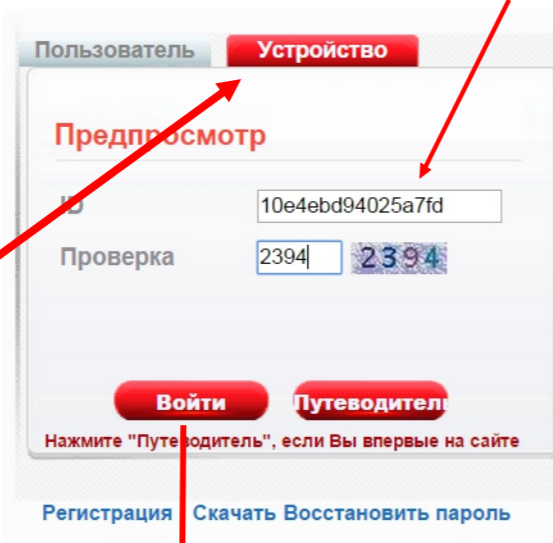 Пользователь Устройство
Предпросмотр
ID 10e4ebd94025a7fd
Проверка 2394 2394
Войти Путеводител
Нажмите "Путеводитель", если Вы впервые на сайте
Регистрация Скачать Восстановить пароль